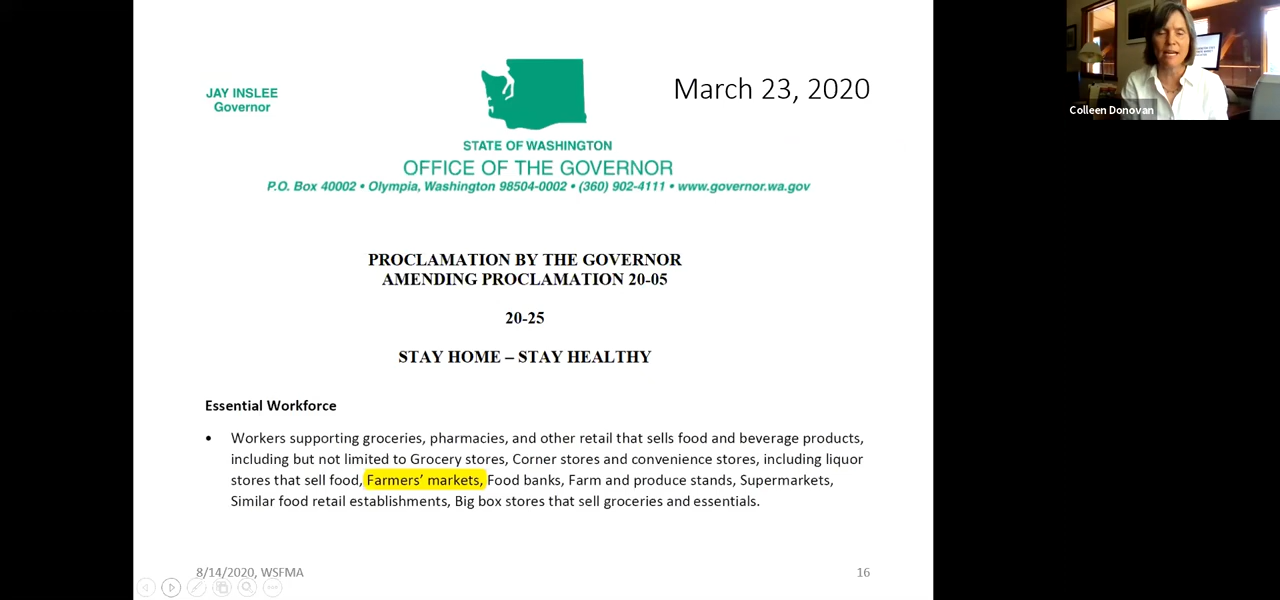 JAY INSLEE
Governor
March 23, 2020
STATE OF WASHINGTON
OFFICE OF THE GOVERNOR
P.O. Box 40002 • Olympia, Washington 98504-0002 • (360) 902-4111 • www.governor.wa.gov
PROCLAMATION BY THE GOVERNOR
AMENDING PROCLAMATION 20-05
20-25
STAY HOME – STAY HEALTHY
Essential Workforce
• Workers supporting groceries, pharmacies, and other retail that sells food and beverage products,
including but not limited to Grocery stores, Corner stores and convenience stores, including liquor
stores that sell food, Farmers’ markets, Food banks, Farm and produce stands, Supermarkets,
Similar food retail establishments, Big box stores that sell groceries and essentials.
8/14/2020, WSFMA
16
Colleen Donovan